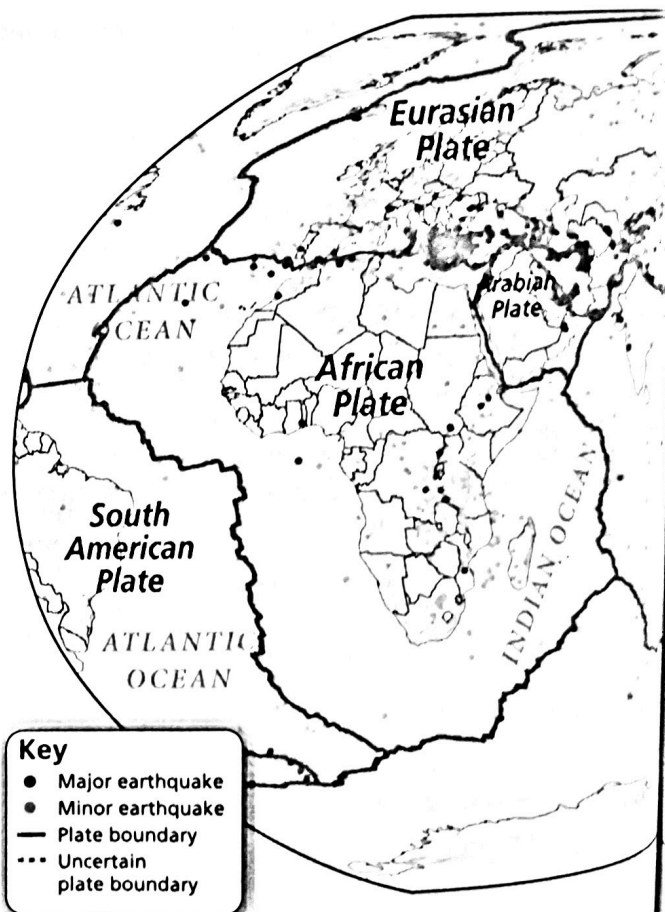 Eurasian
Plate
ATLANTIC
OCEAN
Arabian
Plate
African
Plate
South
American
Plate
INDIAN OCEAN
ATLANTIC
OCEAN
Key
Major earthquake
Minor earthquake
Plate boundary
Uncertain
plate boundary